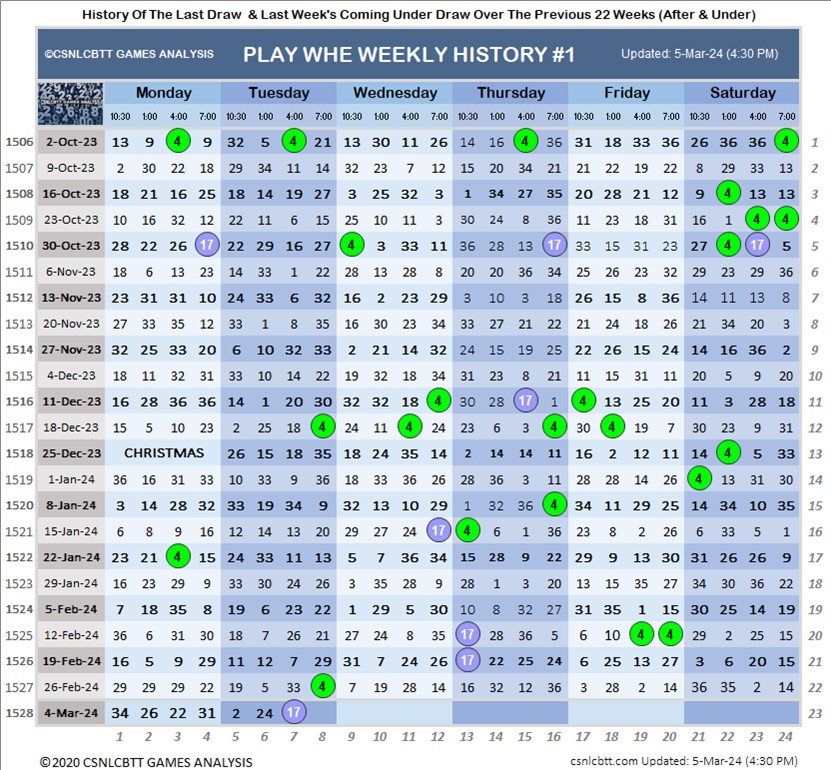 History Of The Last Draw & Last Week's Coming Under Draw Over The Previous 22 Weeks (After & Under)
©CSNLCBTT GAMES ANALYSIS PLAY WHE WEEKLY HISTORY #1 Updated: 5-Mar-24 (4:30 PM)
Monday Tuesday Wednesday Thursday Friday Saturday
10:30 1:00 4:00 7:00 10:30 1:00 4:00 7:00 10:30 1:00 4:00 7:00 10:30 1:00 4:00 7:00 10:30 1:00 4:00 7:00 10:30 1:00 4:00 7:00
1506 2-Oct-23 13 9 4 9 32 5 4 21 13 30 11 26 14 16 4 36 31 18 33 36 26 36 36 4 1
1507 9-Oct-23 2 30 22 18 29 34 11 14 32 23 7 12 15 20 34 21 21 22 19 22 8 29 33 13 2
1508 16-Oct-23 18 21 16 25 18 14 19 27 3 25 32 3 1 34 27 35 20 28 21 12 9 4 13 13 3
1509 23-Oct-23 10 16 32 12 22 11 6 15 25 10 11 3 30 24 8 36 11 23 18 31 16 1 4 4 4
1510 30-Oct-23 28 22 26 17 22 29 16 27 4 3 33 11 36 28 13 17 33 15 31 23 27 4 17 5 5
1511 6-Nov-23 18 6 13 23 14 33 1 22 28 13 28 8 20 20 36 34 25 26 23 32 29 23 29 36 6
1512 13-Nov-23 23 31 31 10 24 33 6 32 16 2 23 29 3 10 3 18 26 15 8 36 14 11 13 8 7
1513 20-Nov-23 27 33 33 12 33 1 8 35 16 30 23 34 33 27 21 22 21 24 18 26 21 34 20 3 8
1514 27-Nov-23 32 25 33 20 6 10 32 33 2 21 14 32 24 15 19 25 22 26 15 24 14 16 36 2 9
1515 4-Dec-23 18 11 32 31 33 10 14 22 19 32 18 34 31 23 8 21 11 15 31 11 20 5 9 20 10
1516 11-Dec-23 16 28 36 36 14 1 20 30 32 32 18 4 30 28 17 1 4 13 25 20 11 3 28 18 11
1517 18-Dec-23 15 5 10 23 2 25 18 4 24 11 4 24 23 6 3 4 30 4 18 19 30 23 9 31 12
1518 25-Dec-23 CHRISTMAS 26 15 18 35 18 24 35 14 2 14 14 11 16 2 12 11 14 4 5 33 13
1519 1-Jan-24 36 16 31 33 10 33 9 36 18 33 36 26 28 36 3 11 28 28 14 26 4 13 31 30 14
1520 8-Jan-24 3 14 28 32 33 19 34 9 32 13 10 29 1 32 36 4 34 11 29 25 14 34 10 35 15
1521 15-Jan-24 6 8 9 16 12 14 13 20 29 27 24 17 4 6 1 36 23 8 2 26 6 33 5 1 16
1522 22-Jan-24 23 21 4 15 24 33 11 13 5 7 36 34 15 28 9 22 29 9 13 30 31 26 26 9 17
1523 29-Jan-24 16 23 29 9 33 30 24 26 3 35 28 9 28 1 3 20 13 15 35 27 34 30 36 22 18
1524 5-Feb-24 7 18 35 8 19 6 23 22 1 29 5 30 10 8 32 27 31 35 1 15 30 25 14 19 19
1525 12-Feb-24 36 6 31 30 18 7 26 21 27 24 8 35 17 28 36 5 6 10 4 4 29 2 25 15 20
1526 19-Feb-24 16 5 9 29 11 12 7 29 31 7 24 26 17 22 25 24 6 25 13 27 3 6 20 15 21
1527 26-Feb-24 29 29 29 22 19 5 33 4 7 19 28 14 16 32 12 36 3 28 2 14 36 35 2 14 22
1528 4-Mar-24 34 26 22 31 2 24 17 23
1 2 3 4 5 6 7 8 9 10 11 12 13 14 15 16 17 18 19 20 21 22 23 24
©2020 CSNLCBTT GAMES ANALYSIS csnlcbtt.com Updated: 5-Mar-24 (4:30 PM)